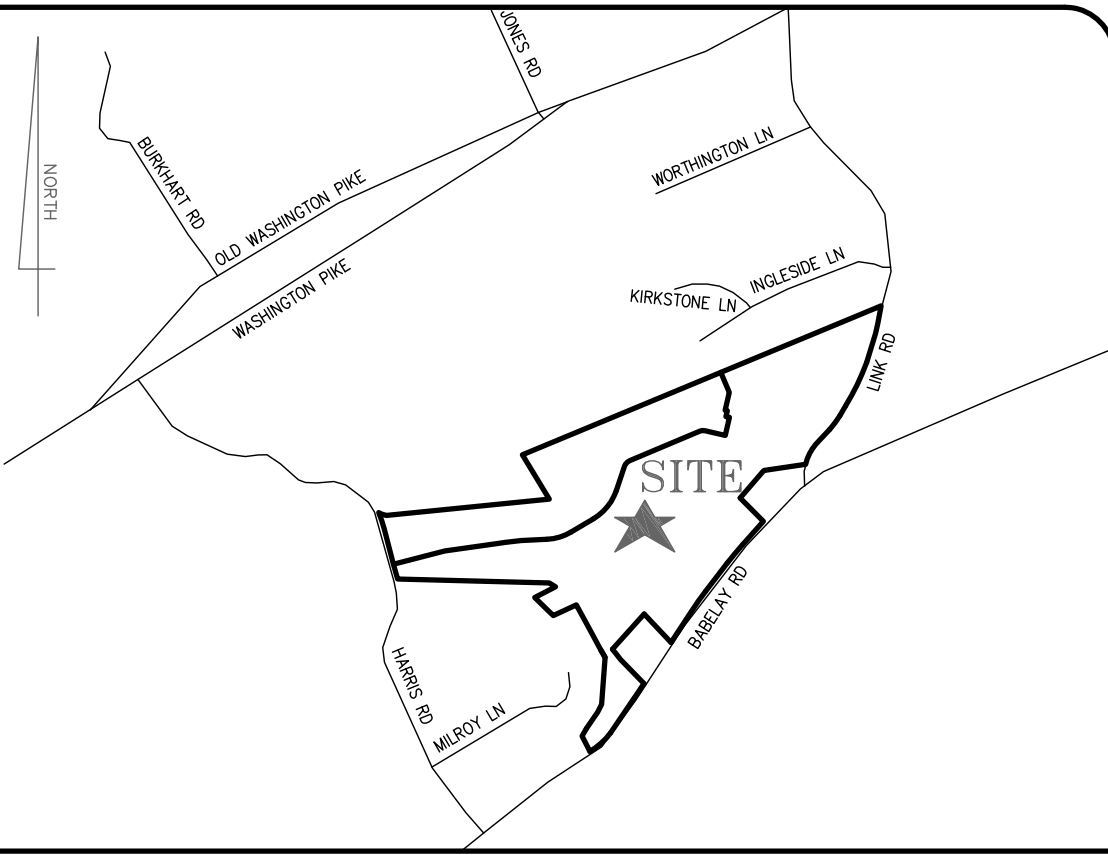 JONES RD
BURKHART RD
NORTH
OLD WASHINGTON PIKE
WORTHINGTON LN
WASHINGTON PIKE
INGLESIDE LN
KIRKSTONE LN
LINK RD
SITE
BABELAY RD
HARRIS RD
MILROY LN